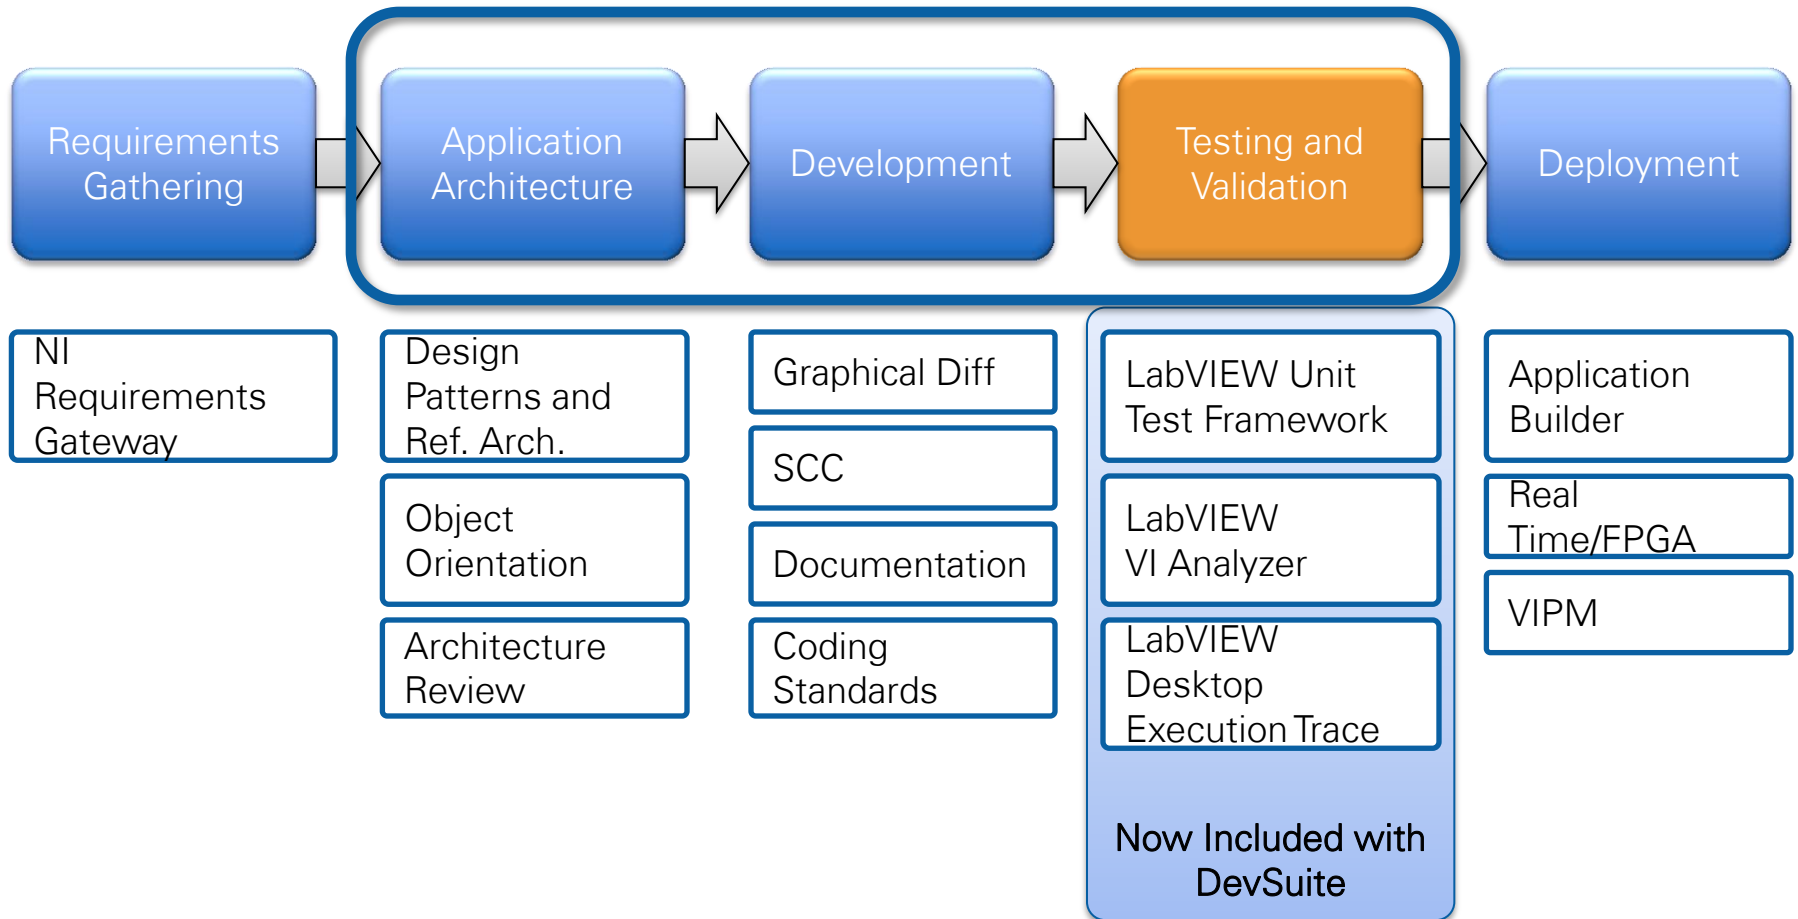 Requirements
Gathering
Application
Architecture
Development
Testing and
Validation
Deployment
NI
Requirements
Gateway
Design
Patterns and
Ref. Arch.
Object
Orientation
Architecture
Review
Graphical Diff
SCC
Documentation
Coding
Standards
LabVIEW Unit
Test Framework
LabVIEW
VI Analyzer
LabVIEW
Desktop
Execution Trace
Now Included with
DevSuite
Application
Builder
Real
Time/FPGA
VIPM